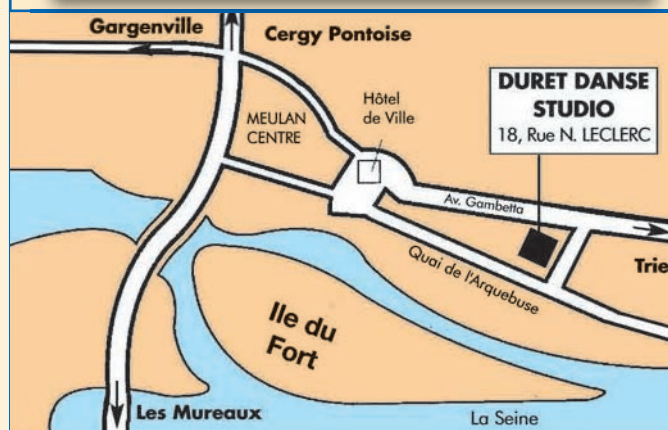 Gargenville
Cergy Pontoise
DURET DANSE
STUDIO
18, Rue N. LECLERC
Hôtel
de Ville
MEULAN
CENTRE
Av. Gambetta
Quai de l'Arquebuse
Trie
Ile du
Fort
Les Mureaux
La Seine